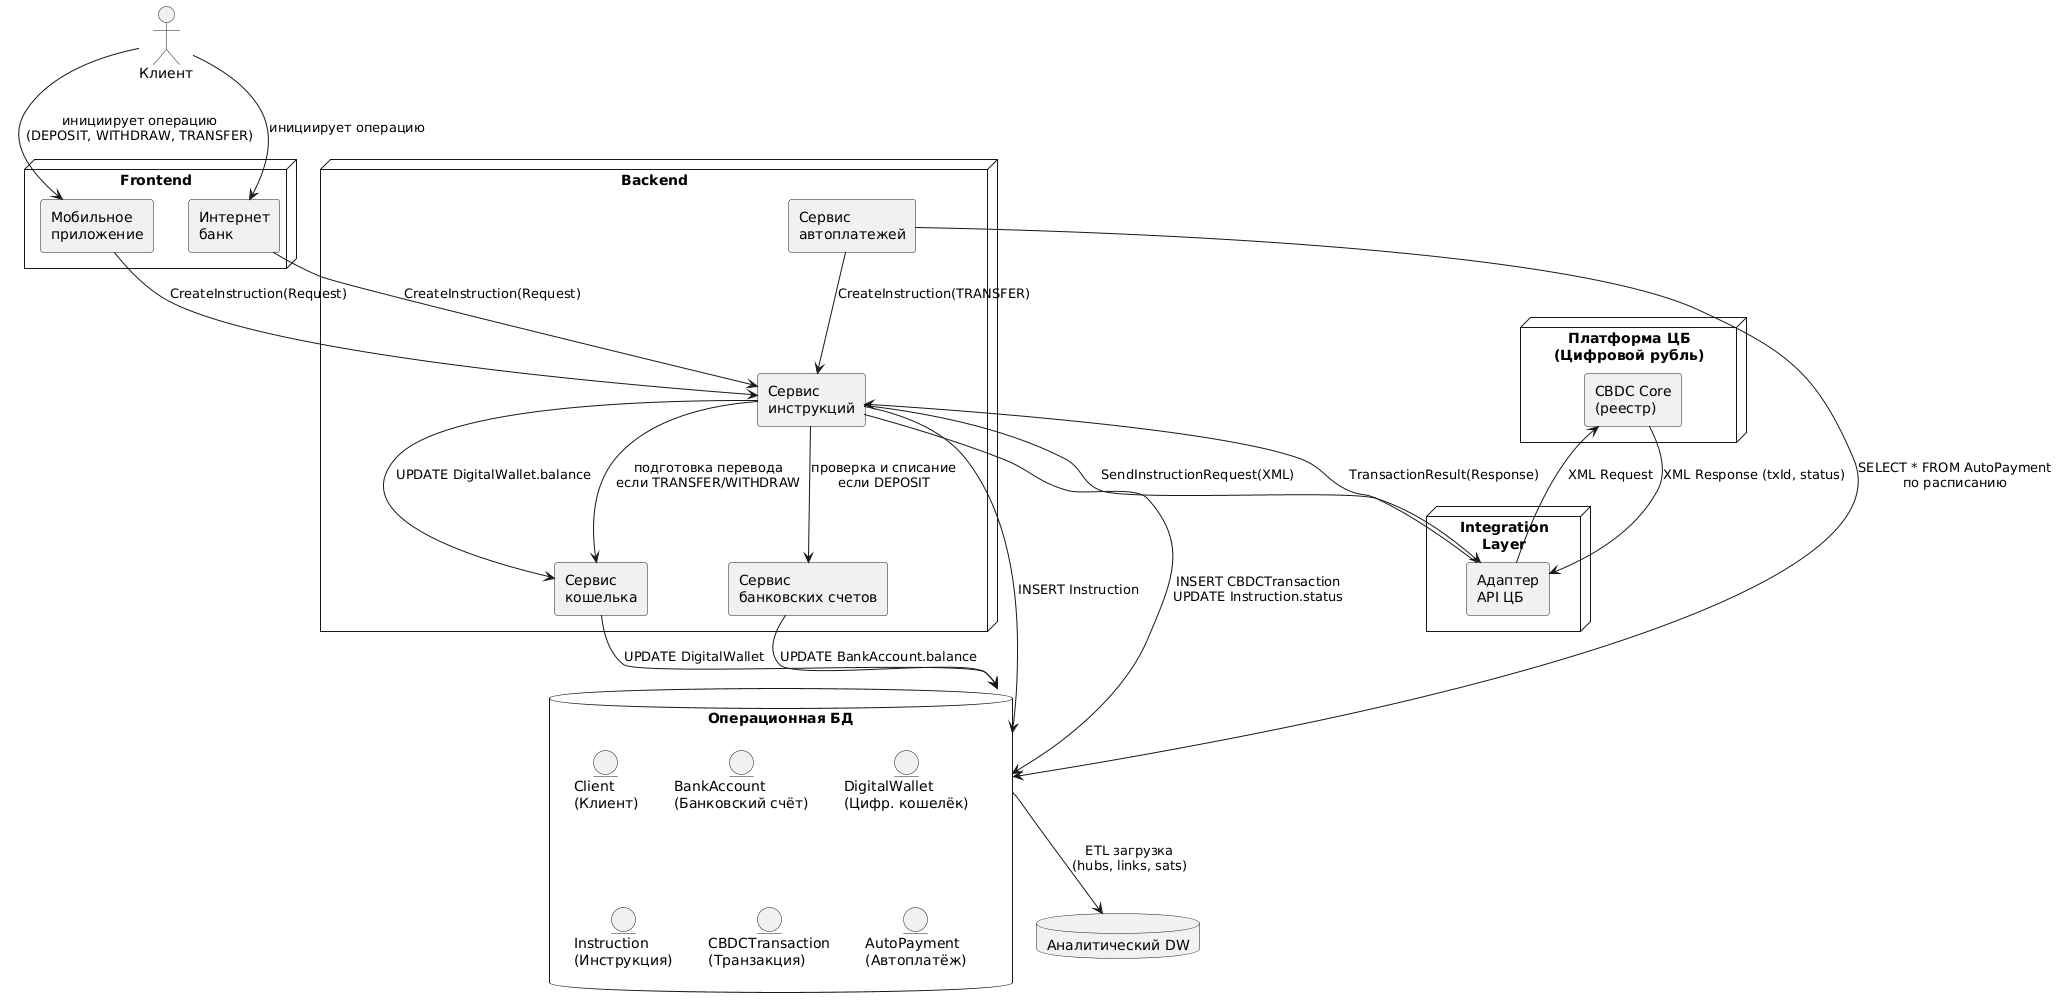 Клиент
инициирует операцию
(DEPOSIT, WITHDRAW, TRANSFER)
инициирует операцию
Frontend
Мобильное
приложение
Интернет
банк
Backend
Сервис
автоплатежей
CreateInstruction(Request)
CreateInstruction(Request)
CreateInstruction(TRANSFER)
Платформа ЦБ
(Цифровой рубль)
CBDC Core
(реестр)
Сервис
инструкций
UPDATE DigitalWallet.balance
подготовка перевода
если TRANSFER/WITHDRAW
проверка и списание
если DEPOSIT
SendInstructionRequest(XML)
TransactionResult(Response)
XML Request
XML Response (txId, status)
SELECT * FROM AutoPayment
по расписанию
Integration
Layer
Адаптер
API ЦБ
Сервис
кошелька
Сервис
банковских счетов
INSERT Instruction
INSERT CBDCTransaction
UPDATE Instruction.status
UPDATE DigitalWallet
UPDATE BankAccount.balance
Операционная БД
Client
(Клиент)
BankAccount
(Банковский счёт)
DigitalWallet
(Цифр. кошелёк)
ETL загрузка
(hubs, links, sats)
Instruction
(Инструкция)
CBDCTransaction
(Транзакция)
AutoPayment
(Автоплатёж)
Аналитический DW